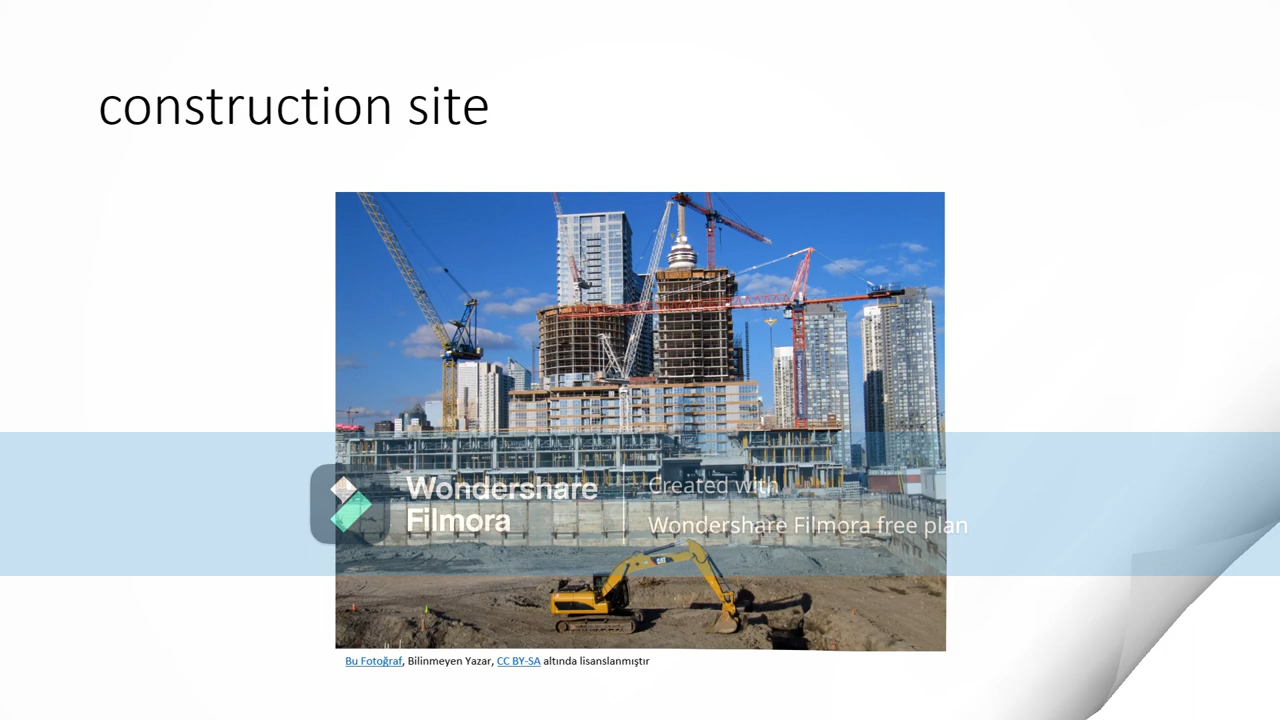 construction site
Wondershare
Filmora
Created with
Wondershare Filmora free plan
CAT
Bu Fotoğraf, Bilinmeyen Yazar, CC BY-SA altında lisanslanmıştır